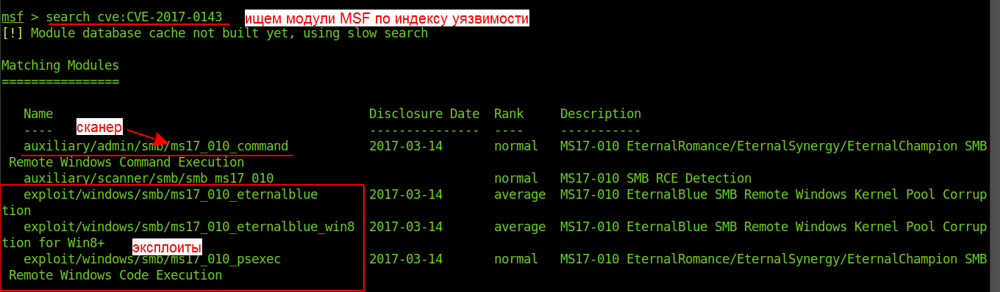 msf > search cve:CVE-2017-0143 ищем модули MSF по индексу уязвимости
[!] Module database cache not built yet, using slow search
Matching Modules
================
Name Disclosure Date Rank Description
---- --------------- ---- -----------
сканер
auxiliary/admin/smb/ms17_010_command 2017-03-14 normal MS17-010 EternalRomance/EternalSynergy/EternalChampion SMB
Remote Windows Command Execution
auxiliary/scanner/smb/smb_ms17_010 normal MS17-010 SMB RCE Detection
exploit/windows/smb/ms17_010_eternalblue 2017-03-14 average MS17-010 EternalBlue SMB Remote Windows Kernel Pool Corrup
tion
exploit/windows/smb/ms17_010_eternalblue_win8 2017-03-14 average MS17-010 EternalBlue SMB Remote Windows Kernel Pool Corrup
tion for Win8+
эксплоиты
exploit/windows/smb/ms17_010_psexec 2017-03-14 normal MS17-010 EternalRomance/EternalSynergy/EternalChampion SMB
Remote Windows Code Execution